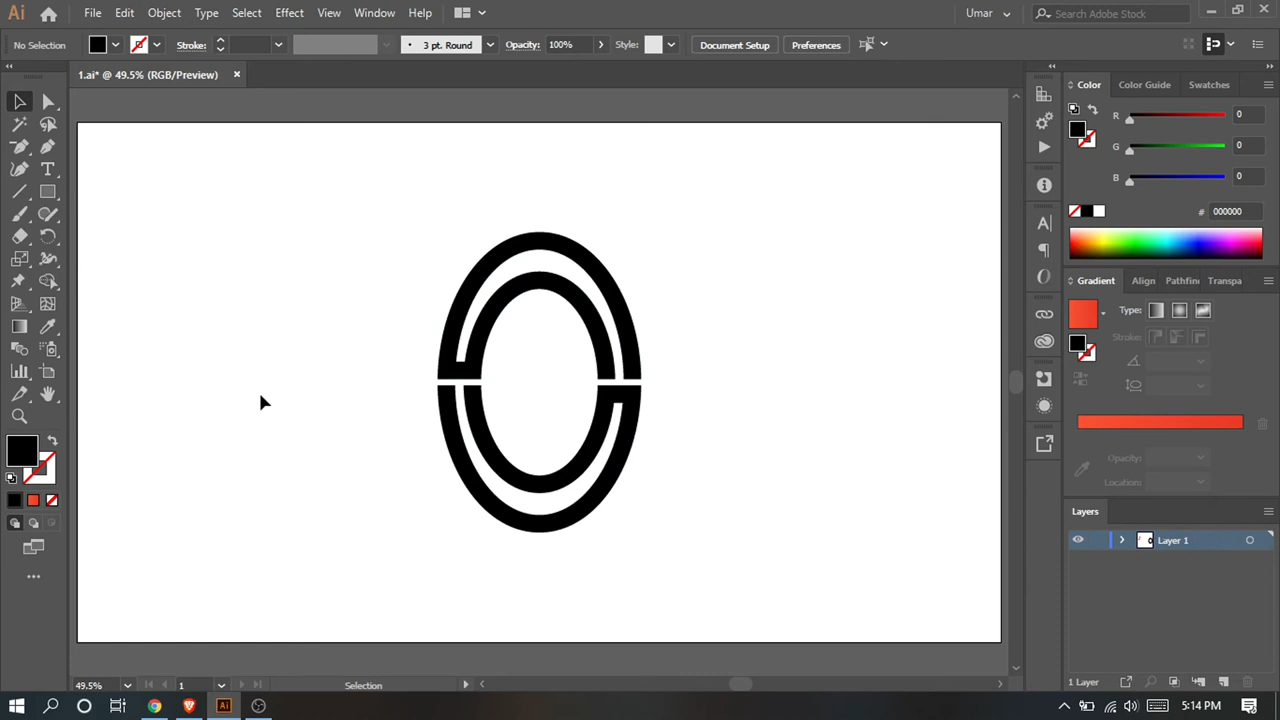 Ai File Edit Object Type Select Effect View Window Help Umar Search Adobe Stock
No Selection Stroke: 3 pt. Round Opacity: 100% Style: Document Setup Preferences
1.ai* @ 49.5% (RGB/Preview) ×
Color Color Guide Swatches
R 0
G 0
B 0
# 000000
Gradient Align Pathfin Transpa
Type:
Stroke:
Opacity:
Location:
Layers
Layer 1
1 Layer
49.5% 1 Selection
Ai 5:14 PM